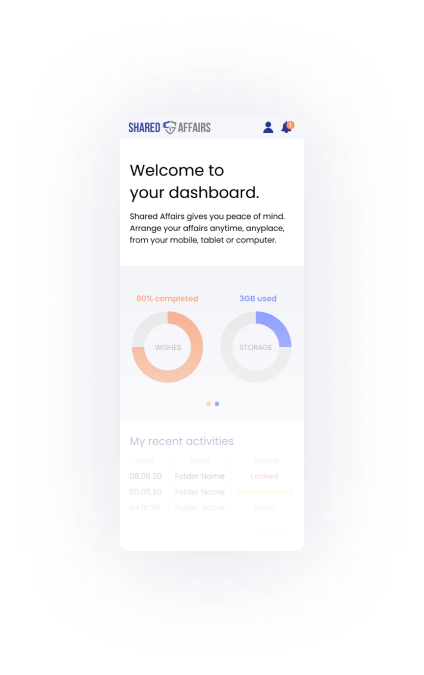 SHARED AFFAIRS
Welcome to
your dashboard.
Shared Affairs gives you peace of mind.
Arrange your affairs anytime, anyplace,
from your mobile, tablet or computer.
80% completed 3GB used
WISHES STORAGE
My recent activities
Date Vault Status
08.08.20 Folder Name Locked
05.05.20 Folder Name
04.01.20 Folder Name Open